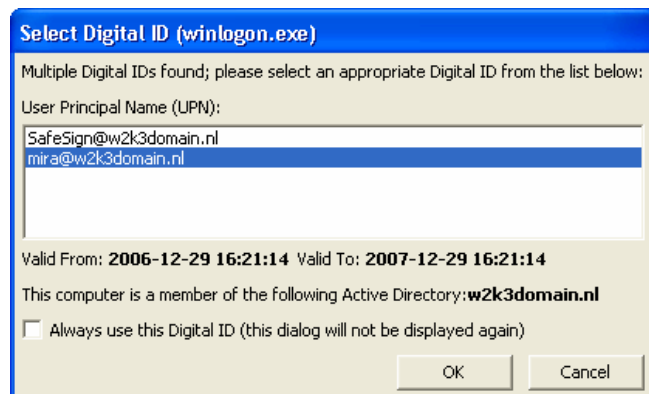 Select Digital ID (winlogon.exe)
Multiple Digital IDs found; please select an appropriate Digital ID from the list below:
User Principal Name (UPN):
SafeSign@w2k3domain.nl
mira@w2k3domain.nl
Valid From: 2006-12-29 16:21:14 Valid To: 2007-12-29 16:21:14
This computer is a member of the following Active Directory:w2k3domain.nl
Always use this Digital ID (this dialog will not be displayed again)
OK Cancel